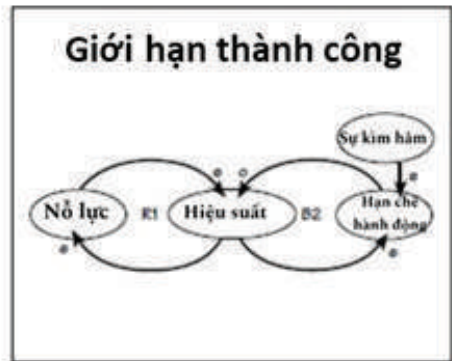 Giới hạn thành công
Sự kìm hãm
Nỗ lực
R1
Hiệu suất
B2
Hạn chế
hành động